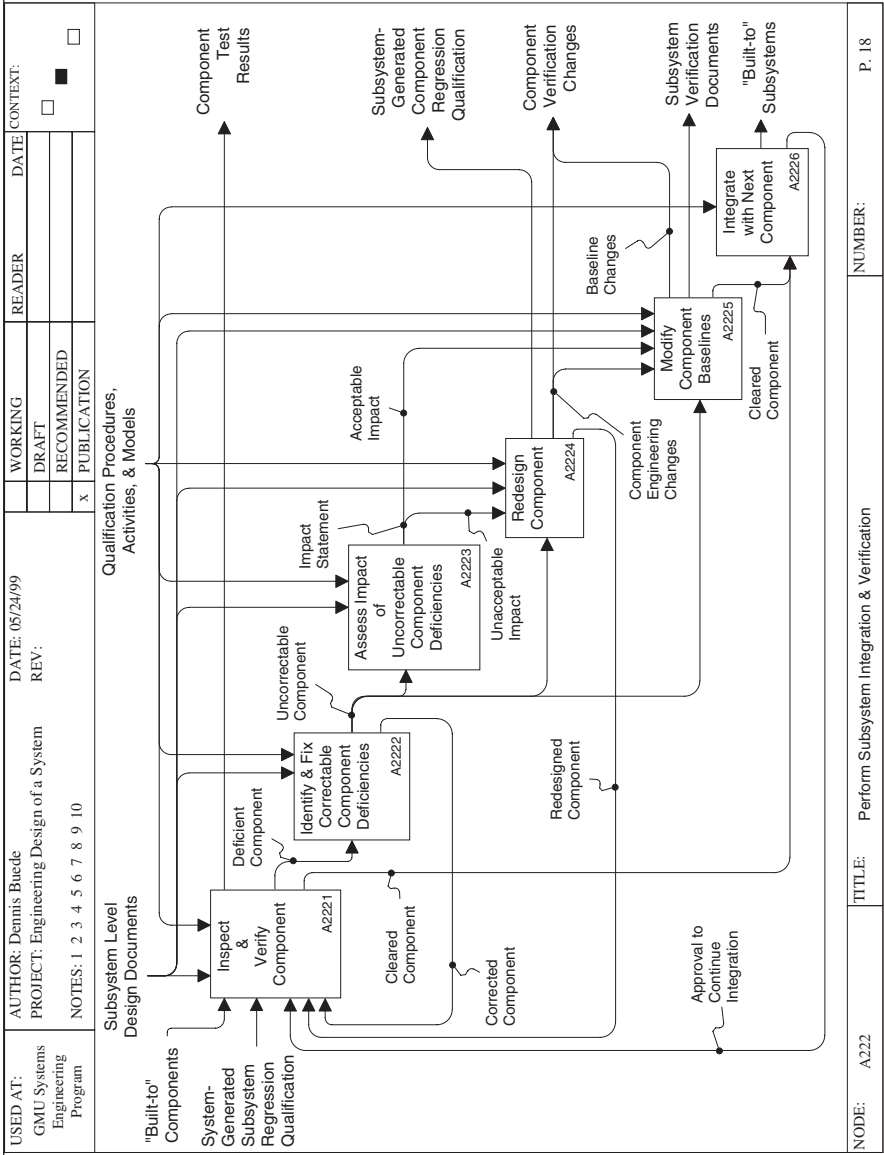 USED AT:
GMU Systems
Engineering
Program
AUTHOR: Dennis Buede
PROJECT: Engineering Design of a System
NOTES: 1 2 3 4 5 6 7 8 9 10
DATE: 05/24/99
REV:
WORKING
DRAFT
RECOMMENDED
x PUBLICATION
READER
DATE
CONTEXT:
Subsystem Level
Design Documents
Qualification Procedures,
Activities, & Models
"Built-to"
Components
System-
Generated
Subsystem
Regression
Qualification
Inspect
&
Verify
Component
A2221
Deficient
Component
Identify & Fix
Correctable
Component
Deficiencies
A2222
Uncorrectable
Component
Assess Impact
of
Uncorrectable
Component
Deficiencies
A2223
Impact
Statement
Acceptable
Impact
Unacceptable
Impact
Redesign
Component
A2224
Component
Engineering
Changes
Modify
Component
Baselines
A2225
Baseline
Changes
Cleared
Component
Integrate
with Next
Component
A2226
Cleared
Component
Corrected
Component
Redesigned
Component
Approval to
Continue
Integration
Component
Test
Results
Subsystem-
Generated
Component
Regression
Qualification
Component
Verification
Changes
Subsystem
Verification
Documents
"Built-to"
Subsystems
NODE: A222
TITLE: Perform Subsystem Integration & Verification
NUMBER: P. 18